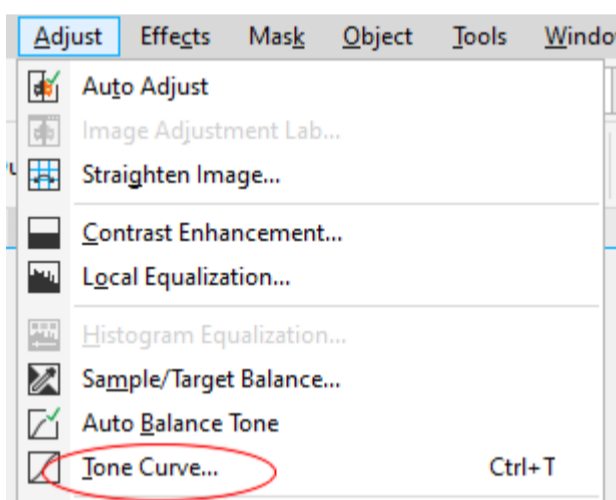 Adjust Effects Mask Object Tools Windo
Auto Adjust
Image Adjustment Lab...
Straighten Image...
Contrast Enhancement...
Local Equalization...
Histogram Equalization...
Sample/Target Balance...
Auto Balance Tone
Tone Curve... Ctrl+T